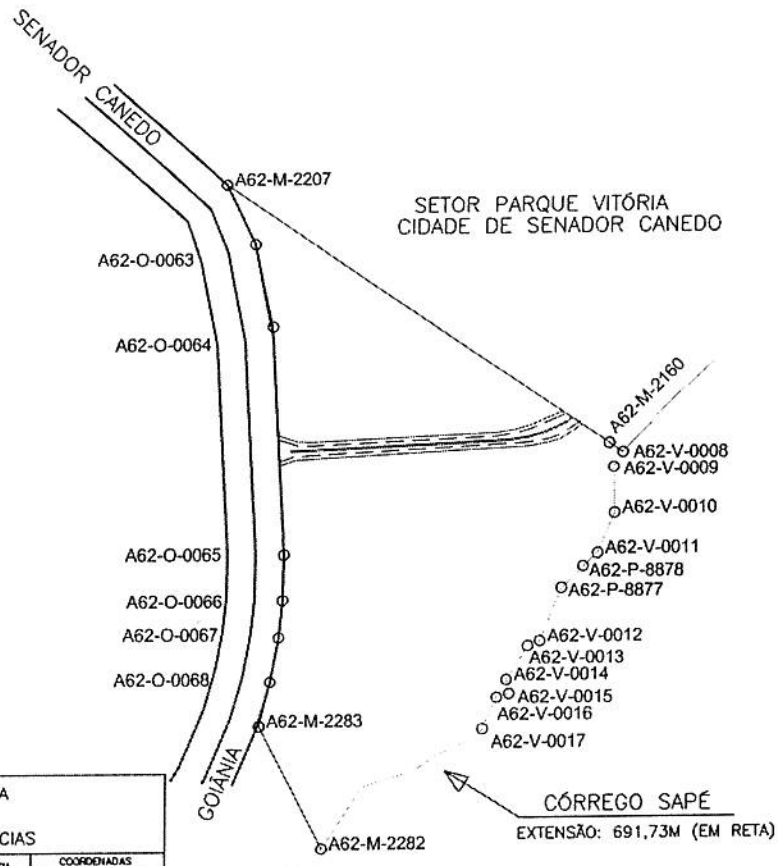 SENADOR CANEDO
A62-M-2207
SETOR PARQUE VITÓRIA
CIDADE DE SENADOR CANEDO
A62-O-0063
A62-O-0064
A62-M-2160
A62-V-0008
A62-V-0009
A62-V-0010
A62-O-0065
A62-V-0011
A62-P-8878
A62-P-8877
A62-O-0066
A62-O-0067
A62-V-0012
A62-V-0013
A62-O-0068
A62-V-0014
A62-V-0015
A62-V-0016
A62-M-2283
A62-V-0017
GOIÂNIA
CÓRREGO SAPÉ
EXTENSÃO: 691,73M (EM RETA)
A62-M-2282
A
CIAS
COORDENADAS